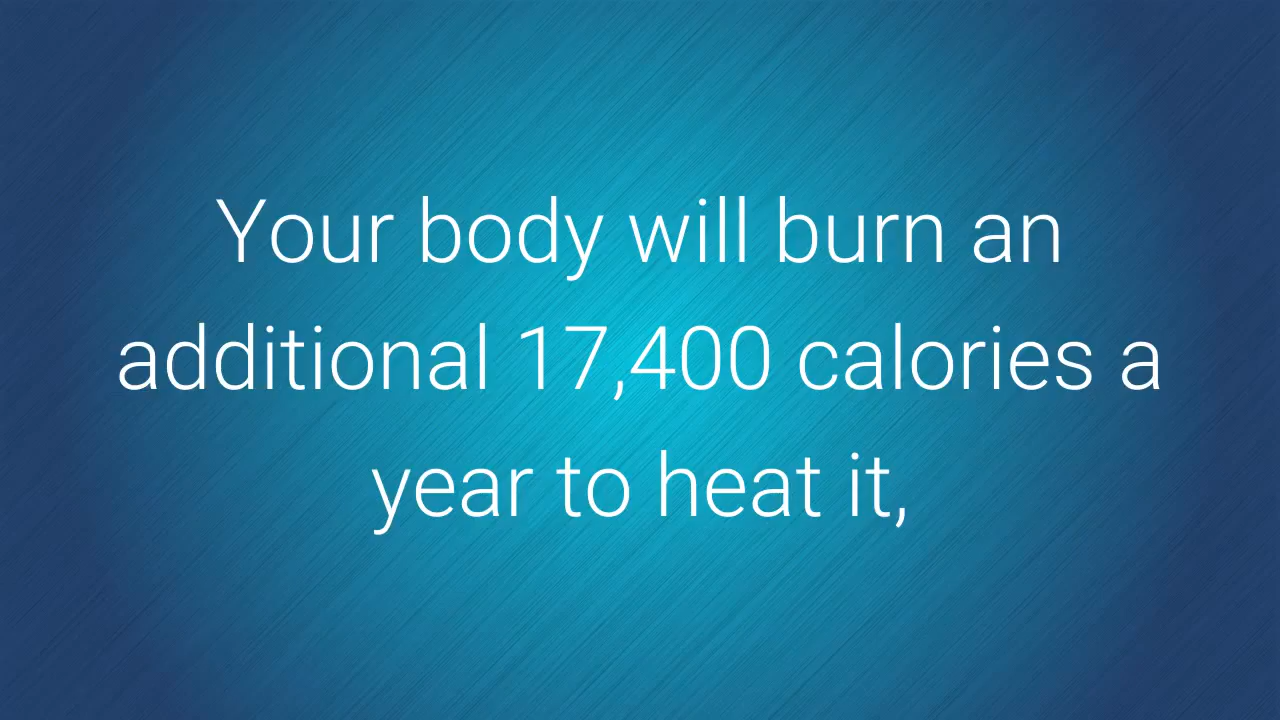 Your body will burn an
additional 17,400 calories a
year to heat it,